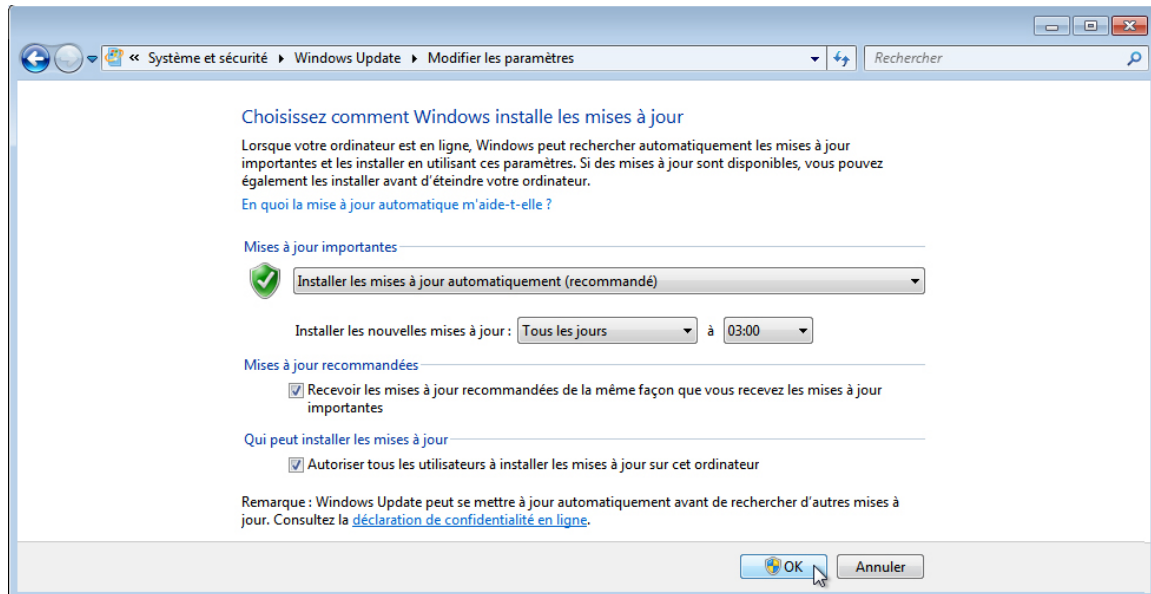 « Système et sécurité ▸ Windows Update ▸ Modifier les paramètres
Rechercher
Choisissez comment Windows installe les mises à jour
Lorsque votre ordinateur est en ligne, Windows peut rechercher automatiquement les mises à jour
importantes et les installer en utilisant ces paramètres. Si des mises à jour sont disponibles, vous pouvez
également les installer avant d'éteindre votre ordinateur.
En quoi la mise à jour automatique m'aide-t-elle ?
Mises à jour importantes
Installer les mises à jour automatiquement (recommandé)
Installer les nouvelles mises à jour : Tous les jours à 03:00
Mises à jour recommandées
Recevoir les mises à jour recommandées de la même façon que vous recevez les mises à jour
importantes
Qui peut installer les mises à jour
Autoriser tous les utilisateurs à installer les mises à jour sur cet ordinateur
Remarque : Windows Update peut se mettre à jour automatiquement avant de rechercher d'autres mises à
jour. Consultez la déclaration de confidentialité en ligne.
OK Annuler